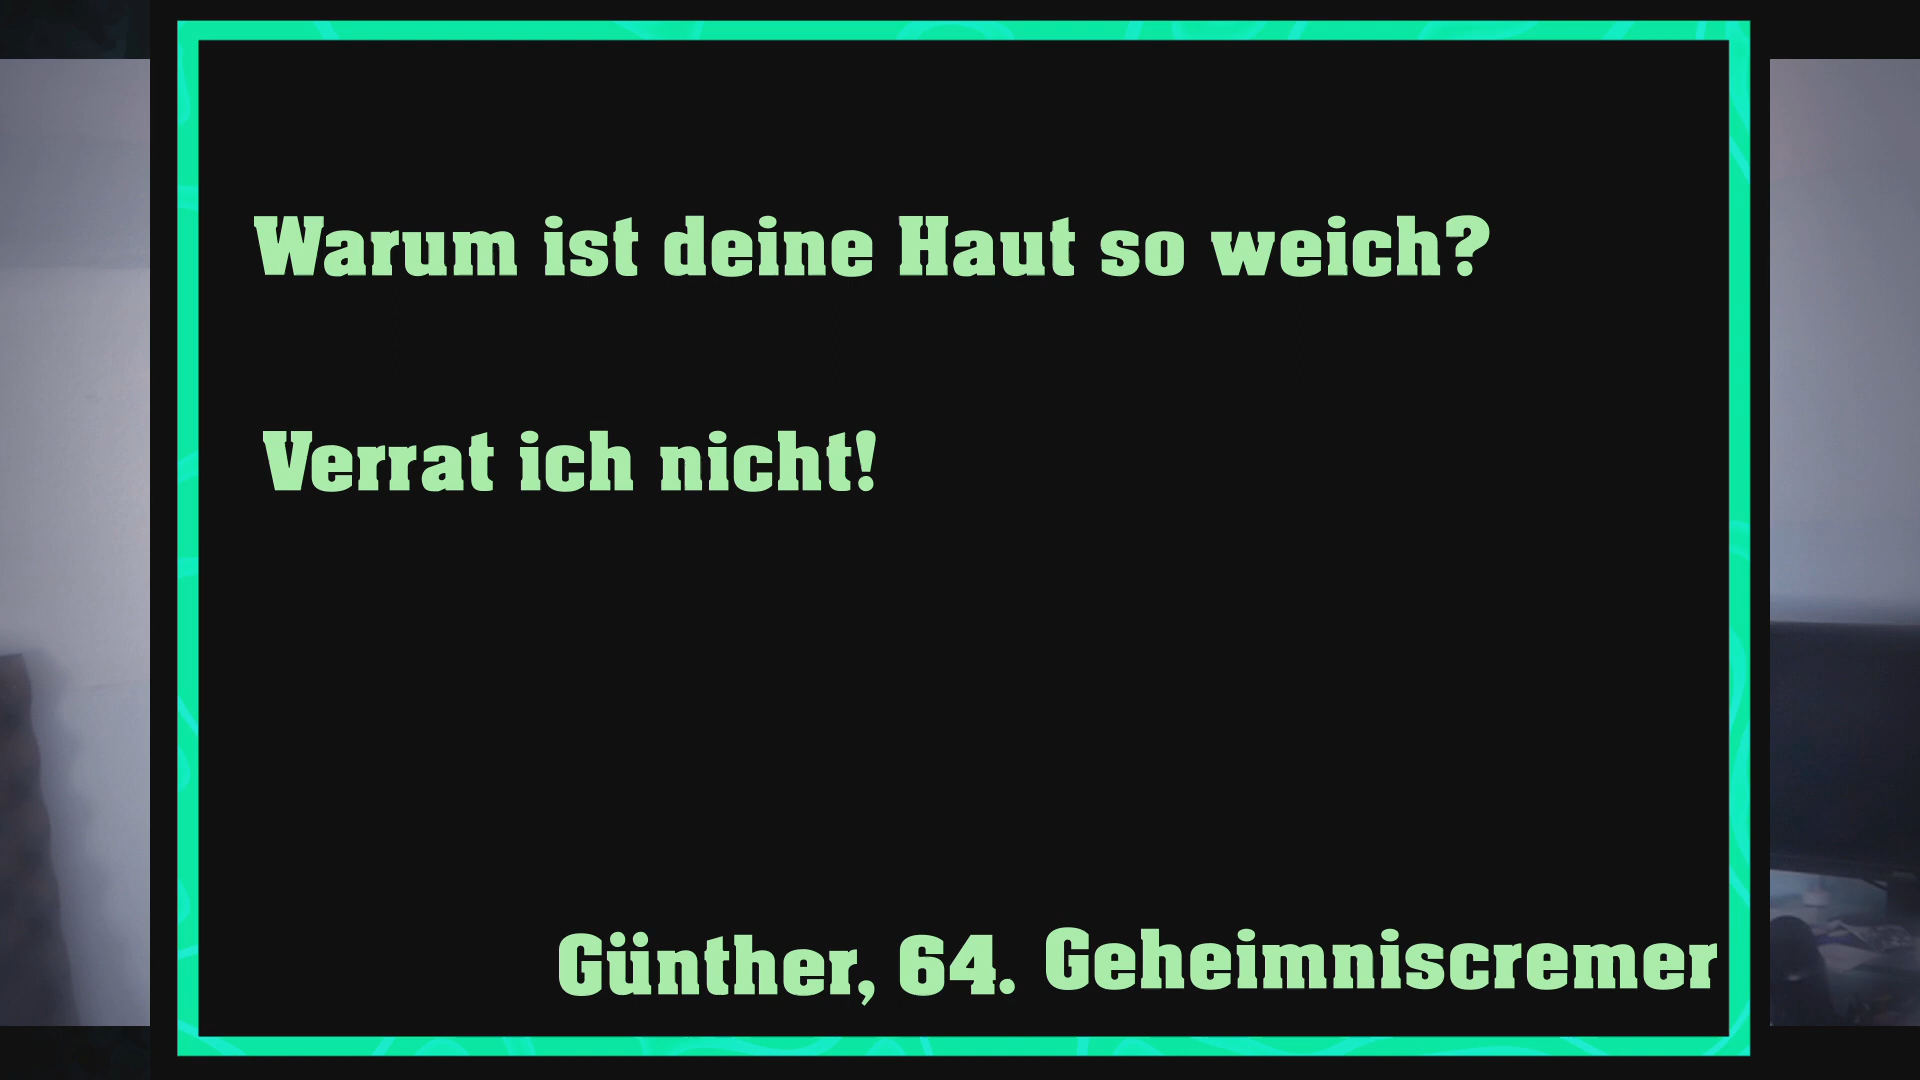 Warum ist deine Haut so weich?
Verrat ich nicht!
Günther, 64. Geheimniscremer